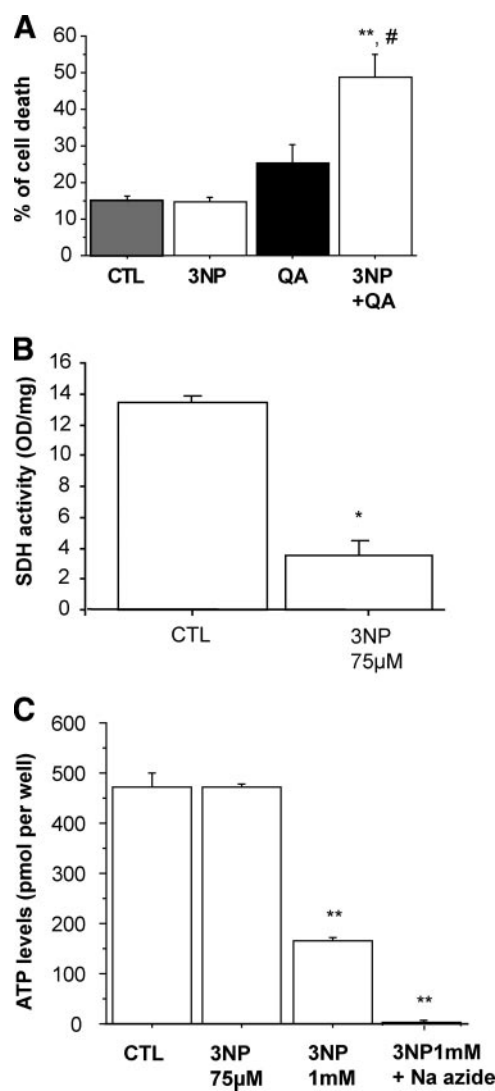 A
% of cell death
60
50
40
30
20
10
0
**, #
CTL
3NP
QA
3NP
+QA
B
SDH activity (OD/mg)
16
14
12
10
8
6
4
2
0
*
CTL
3NP
75µM
C
ATP levels (pmol per well)
600
500
400
300
200
100
0
**
**
CTL
3NP
75µM
3NP
1mM
3NP1mM
+ Na azide